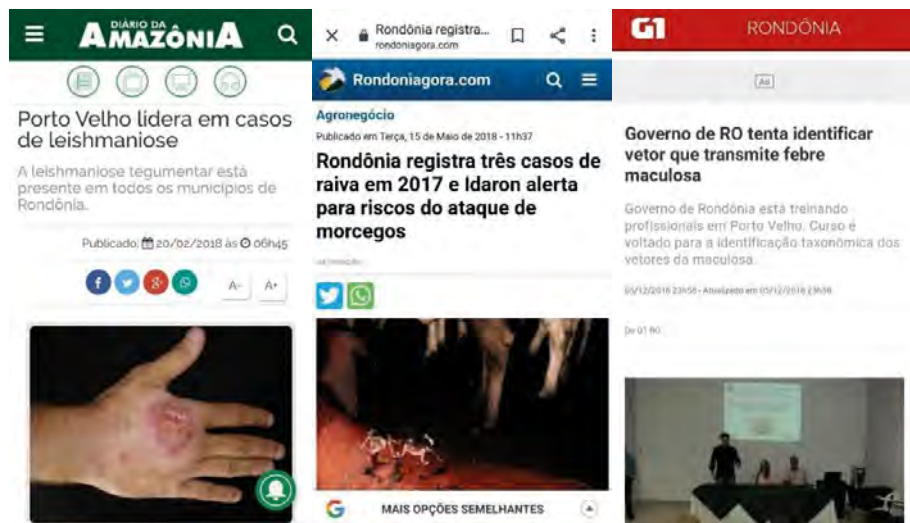 DIÁRIO DA
AMAZÔNIA
Porto Velho lidera em casos
de leishmaniose
A leishmaniose tegumentar está
presente em todos os municípios de
Rondônia.
Publicado: 20/02/2018 às 06h45
A-
A+
Rondônia registra...
rondoniagora.com
Rondoniagora.com
Agronegócio
Publicado em Terça, 15 de Maio de 2018 - 11h37
Rondônia registra três casos de
raiva em 2017 e Idaron alerta
para riscos do ataque de
morcegos
G
MAIS OPÇÕES SEMELHANTES
G1
RONDÔNIA
Ad
Governo de RO tenta identificar
vetor que transmite febre
maculosa
Governo de Rondônia está treinando
profissionais em Porto Velho. Curso é
voltado para a identificação taxonômica dos
vetores da maculosa.
De G1 RO